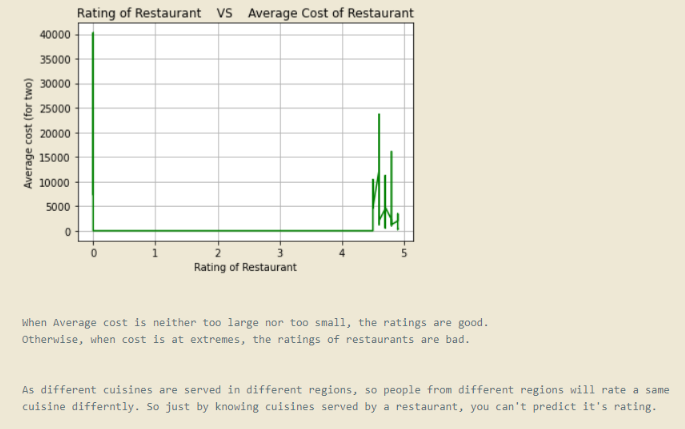 Rating of Restaurant VS Average Cost of Restaurant
40000
35000
30000
25000
20000
15000
10000
5000
0
Average cost (for two)
0 1 2 3 4 5
Rating of Restaurant
When Average cost is neither too large nor too small, the ratings are good.
Otherwise, when cost is at extremes, the ratings of restaurants are bad.
As different cuisines are served in different regions, so people from different regions will rate a same
cuisine differntly. So just by knowing cuisines served by a restaurant, you can't predict it's rating.